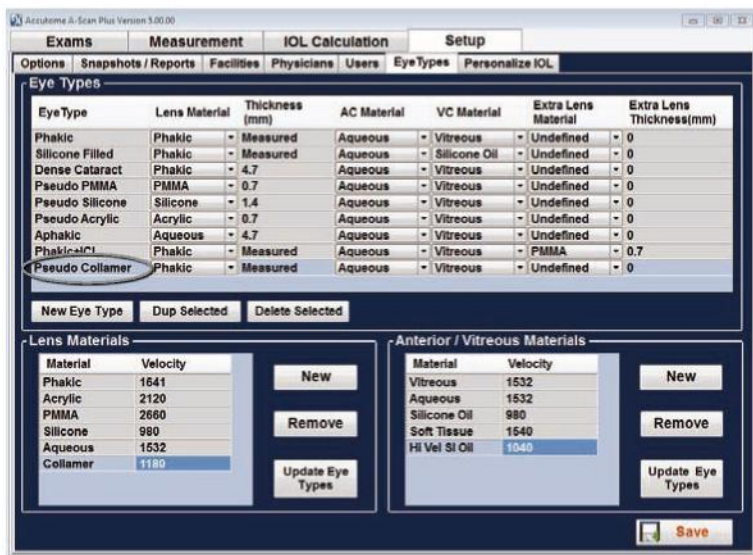 Accutome A-Scan Plus Version 3.00.00
Exams Measurement IOL Calculation Setup
Options Snapshots / Reports Facilities Physicians Users EyeTypes Personalize IOL
Eye Types
EyeType Lens Material Thickness (mm) AC Material VC Material Extra Lens Material Extra Lens Thickness(mm)
Phakic Phakic Measured Aqueous Vitreous Undefined 0
Silicone Filled Phakic Measured Aqueous Silicone Oil Undefined 0
Dense Cataract Phakic 4.7 Aqueous Vitreous Undefined 0
Pseudo PMMA PMMA 0.7 Aqueous Vitreous Undefined 0
Pseudo Silicone Silicone 1.4 Aqueous Vitreous Undefined 0
Pseudo Acrylic Acrylic 0.7 Aqueous Vitreous Undefined 0
Aphakic Aqueous 4.7 Aqueous Vitreous Undefined 0
Phakic+ICL Phakic Measured Aqueous Vitreous PMMA 0.7
Pseudo Collamer Phakic Measured Aqueous Vitreous Undefined 0
New Eye Type Dup Selected Delete Selected
Lens Materials
Material Velocity
Phakic 1641
Acrylic 2120
PMMA 2660
Silicone 980
Aqueous 1532
Collamer 1180
New
Remove
Update Eye
Types
Anterior / Vitreous Materials
Material Velocity
Vitreous 1532
Aqueous 1532
Silicone Oil 980
Soft Tissue 1540
Hi Vel Sl Oil 1040
New
Remove
Update Eye
Types
Save